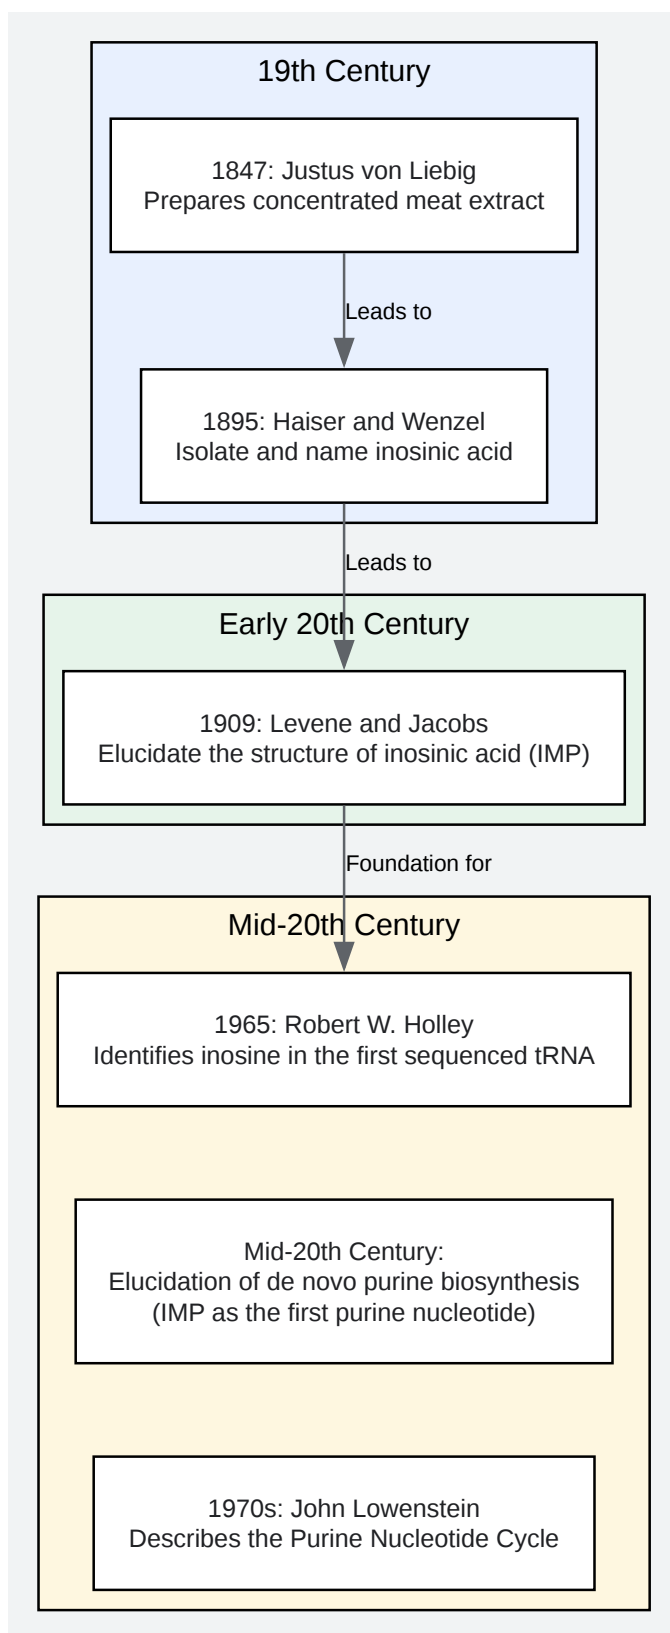 19th Century
1847: Justus von Liebig
Prepares concentrated meat extract
Leads to
1895: Haiser and Wenzel
Isolate and name inosinic acid
Leads to
Early 20th Century
1909: Levene and Jacobs
Elucidate the structure of inosinic acid (IMP)
Foundation for
Mid-20th Century
1965: Robert W. Holley
Identifies inosine in the first sequenced tRNA
Mid-20th Century:
Elucidation of de novo purine biosynthesis
(IMP as the first purine nucleotide)
1970s: John Lowenstein
Describes the Purine Nucleotide Cycle